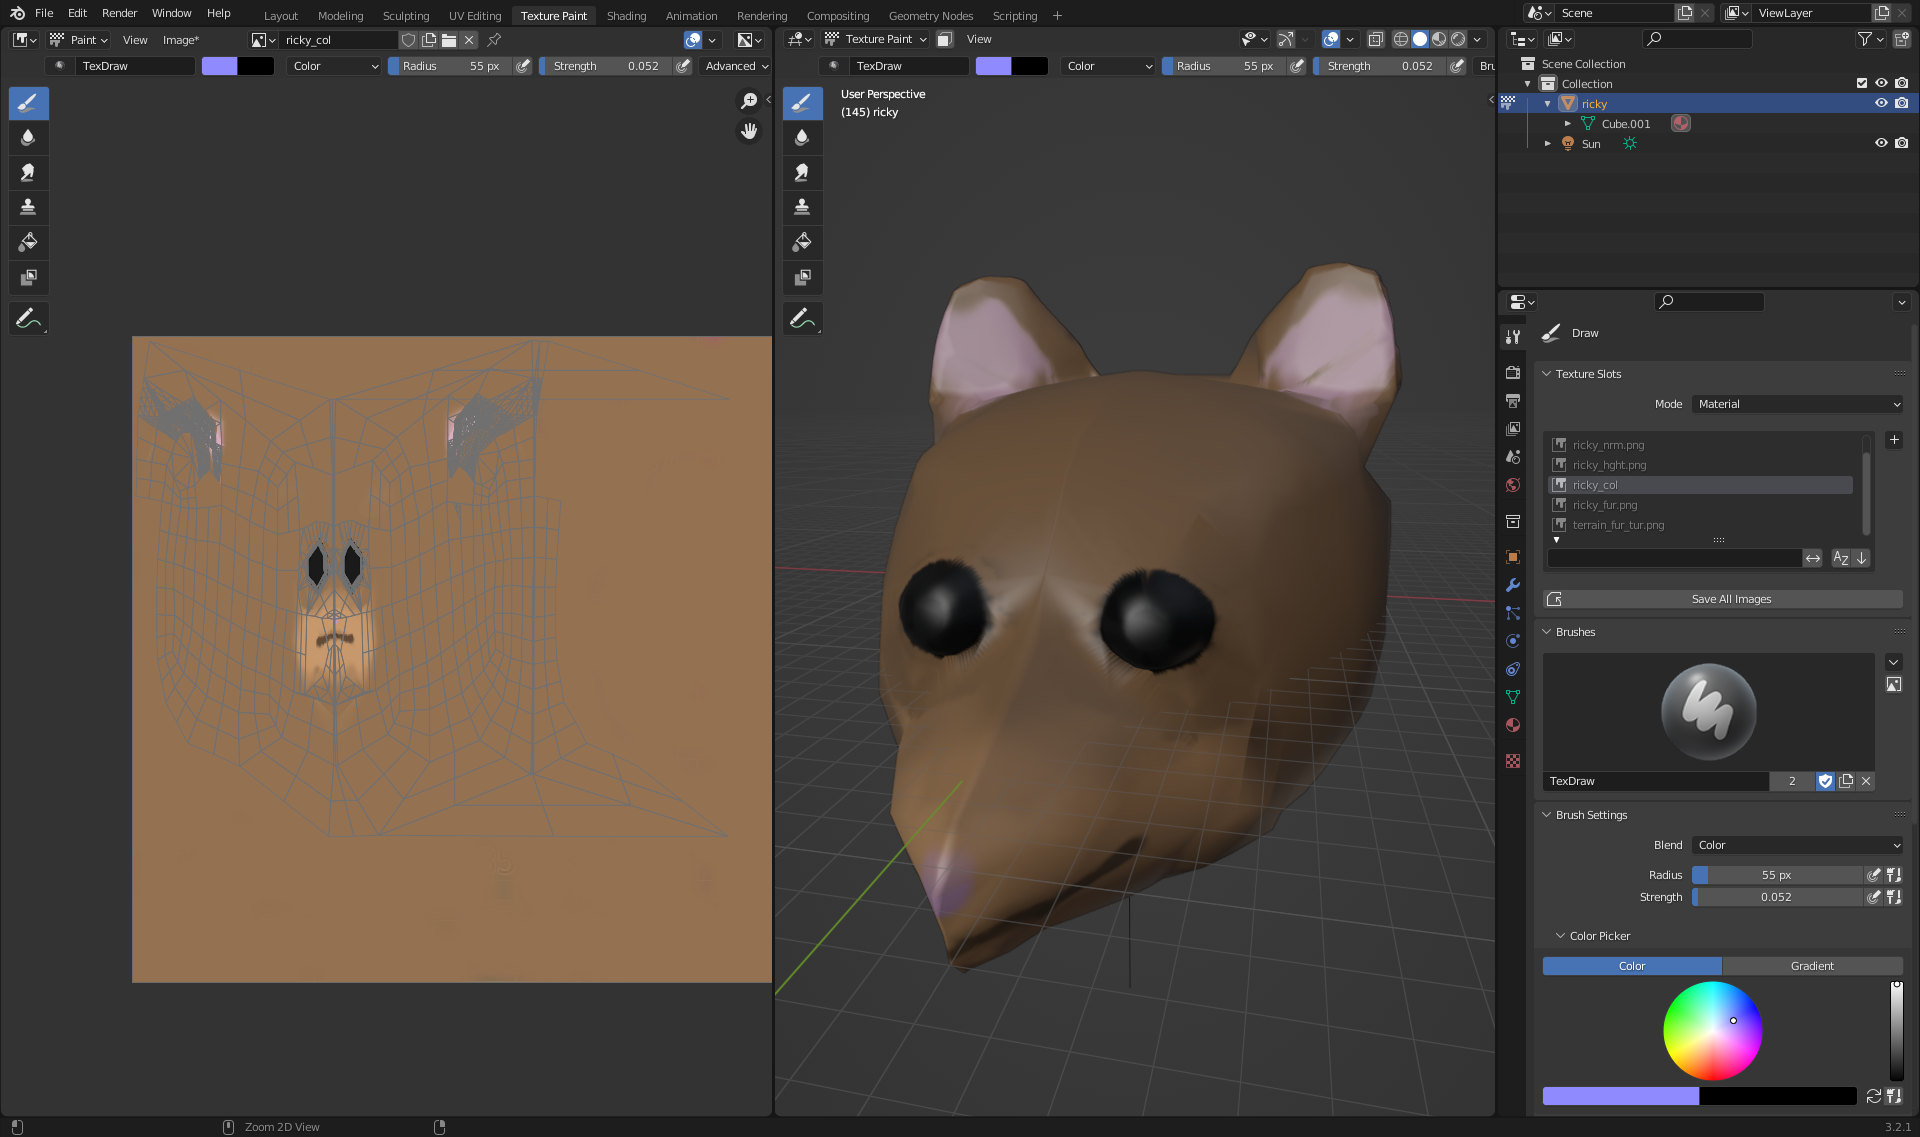 File Edit Render Window Help Layout Modeling Sculpting UV Editing Texture Paint Shading Animation Rendering Compositing Geometry Nodes Scripting + Scene ViewLayer
Paint View Image* ricky_col Texture Paint View
TexDraw Color Radius 55 px Strength 0.052 Advanced TexDraw Color Radius 55 px Strength 0.052 Bru
User Perspective
(145) ricky
Scene Collection
Collection
ricky
Cube.001
Sun
Draw
Texture Slots
Mode Material
ricky_nrm.png
ricky_hght.png
ricky_col
ricky_fur.png
terrain_fur_tur.png
AZ
Save All Images
Brushes
TexDraw 2
Brush Settings
Blend Color
Radius 55 px
Strength 0.052
Color Picker
Color Gradient
Zoom 2D View 3.2.1